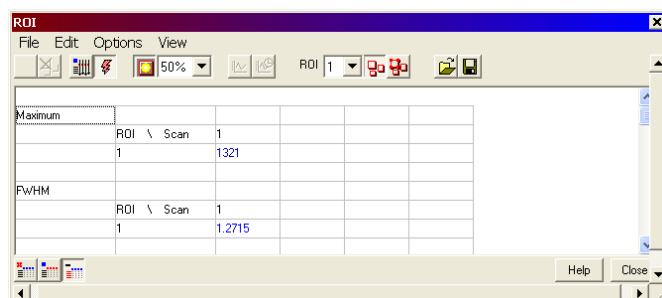 ROI
File Edit Options View
50% ROI 1
Maximum
ROI \ Scan 1
1 1321
FWHM
ROI \ Scan 1
1 1.2715
Help Close